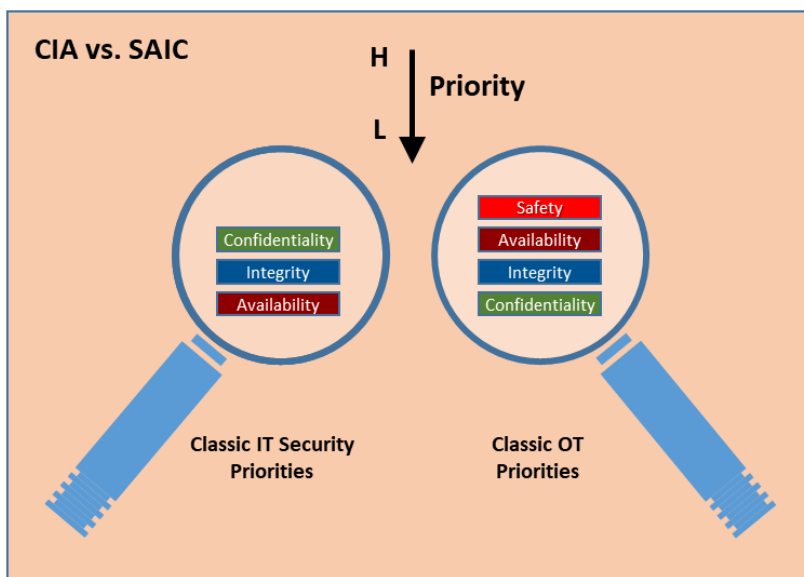 CIA vs. SAIC
H
Priority
L
Confidentiality
Integrity
Availability
Safety
Availability
Integrity
Confidentiality
Classic IT Security
Priorities
Classic OT
Priorities